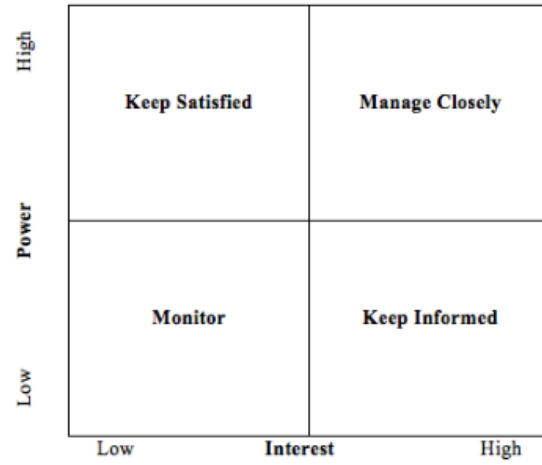 High
Keep Satisfied
Manage Closely
Power
Monitor
Keep Informed
Low
Low
Interest
High